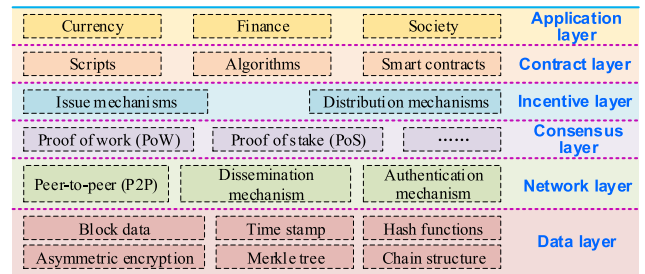 Currency Finance Society Application
layer
Scripts Algorithms Smart contracts Contract layer
Issue mechanisms Distribution mechanisms Incentive layer
Proof of work (PoW) Proof of stake (PoS) ...... Consensus
layer
Peer-to-peer (P2P) Dissemination
mechanism Authentication
mechanism Network layer
Block data Time stamp Hash functions
Asymmetric encryption Merkle tree Chain structure
Data layer